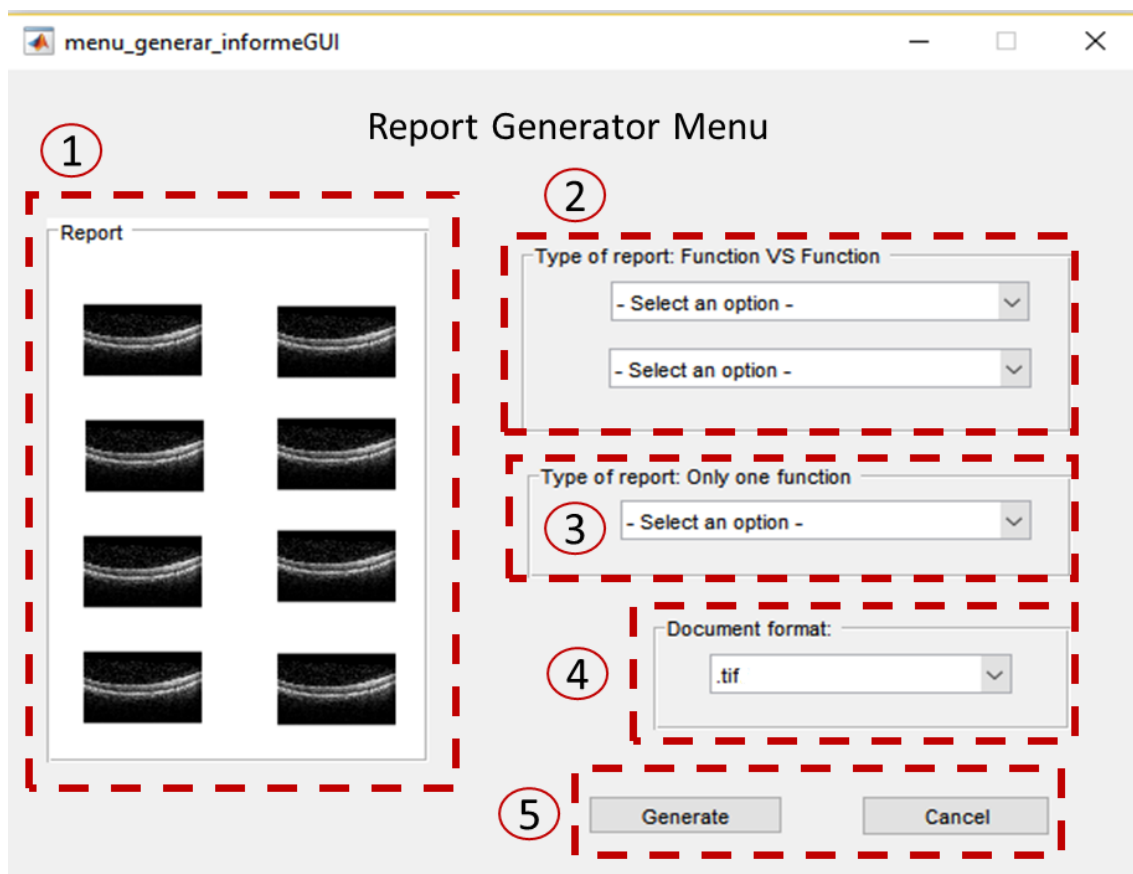 menu_generar_informeGUI
Report Generator Menu
1
Report
2
Type of report: Function VS Function
- Select an option -
- Select an option -
Type of report: Only one function
3
- Select an option -
Document format:
4
.tif
5
Generate
Cancel